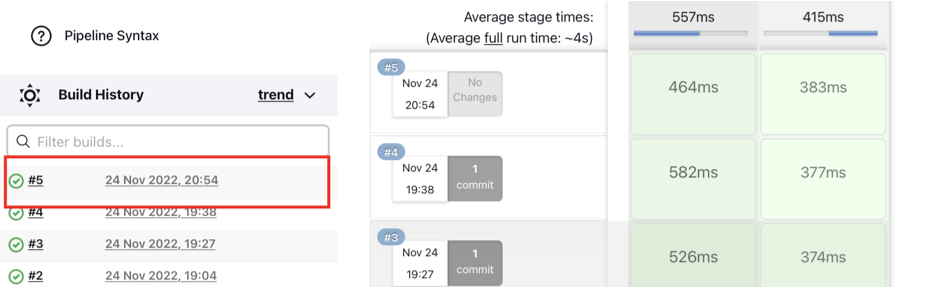 Pipeline Syntax
Build History
trend
Filter builds...
#5 24 Nov 2022, 20:54
#4 24 Nov 2022, 19:38
#3 24 Nov 2022, 19:27
#2 24 Nov 2022, 19:04
Average stage times:
(Average full run time: ~4s)
557ms 415ms
#5
Nov 24
20:54
No
Changes
464ms 383ms
#4
Nov 24
19:38
1
commit
582ms 377ms
#3
Nov 24
19:27
1
commit
526ms 374ms